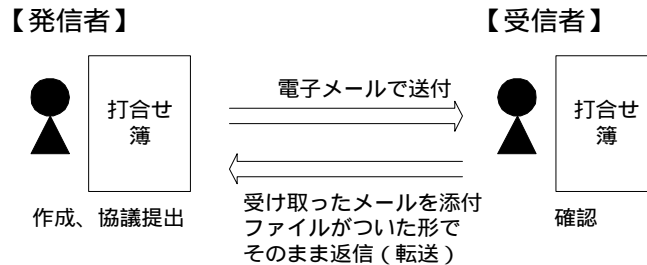 【発信者】
【受信者】
電子メールで送付
打合せ
簿
打合せ
簿
受け取ったメールを添付
ファイルがついた形で
そのまま返信(転送)
作成、協議提出
確認